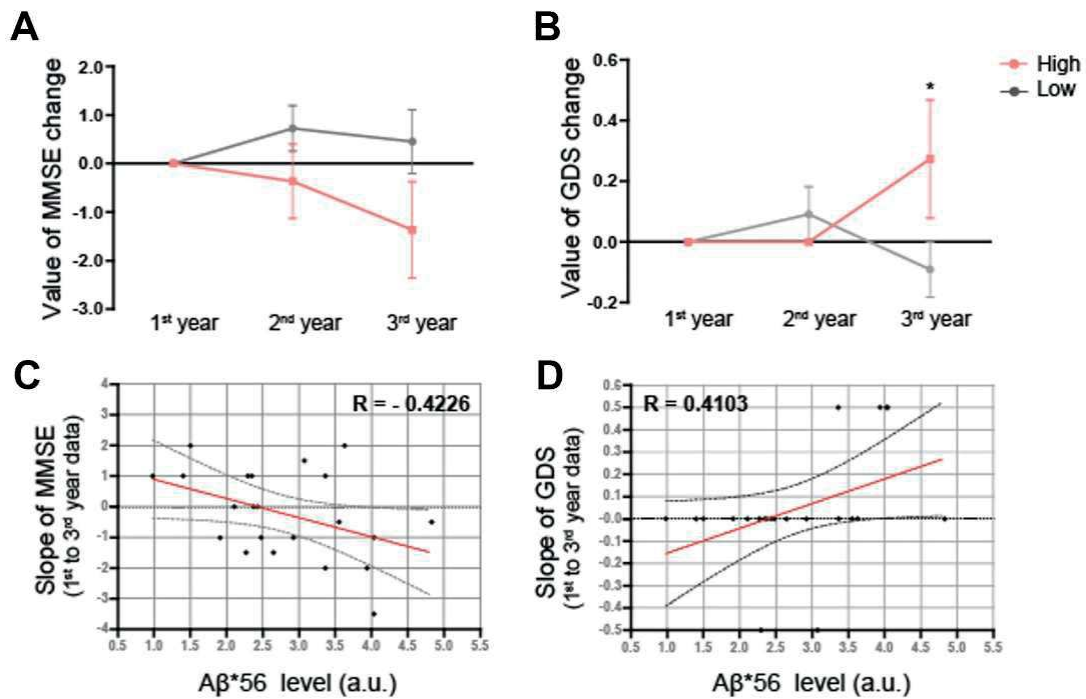 A
Value of MMSE change
2.0
1.0
0.0
-1.0
-2.0
-3.0
1st year
2nd year
3rd year
B
Value of GDS change
0.6
0.4
0.2
0.0
-0.2
*
1st year
2nd year
3rd year
High
Low
C
Slope of MMSE
(1st to 3rd year data)
4
3
2
1
0
-1
-2
-3
-4
R = - 0.4226
0.5 1.0 1.5 2.0 2.5 3.0 3.5 4.0 4.5 5.0 5.5
Aβ*56 level (a.u.)
D
Slope of GDS
(1st to 3rd year data)
0.6
0.5
0.4
0.3
0.2
0.1
-0.0
-0.1
-0.2
-0.3
-0.4
-0.5
R = 0.4103
0.5 1.0 1.5 2.0 2.5 3.0 3.5 4.0 4.5 5.0 5.5
Aβ*56 level (a.u.)